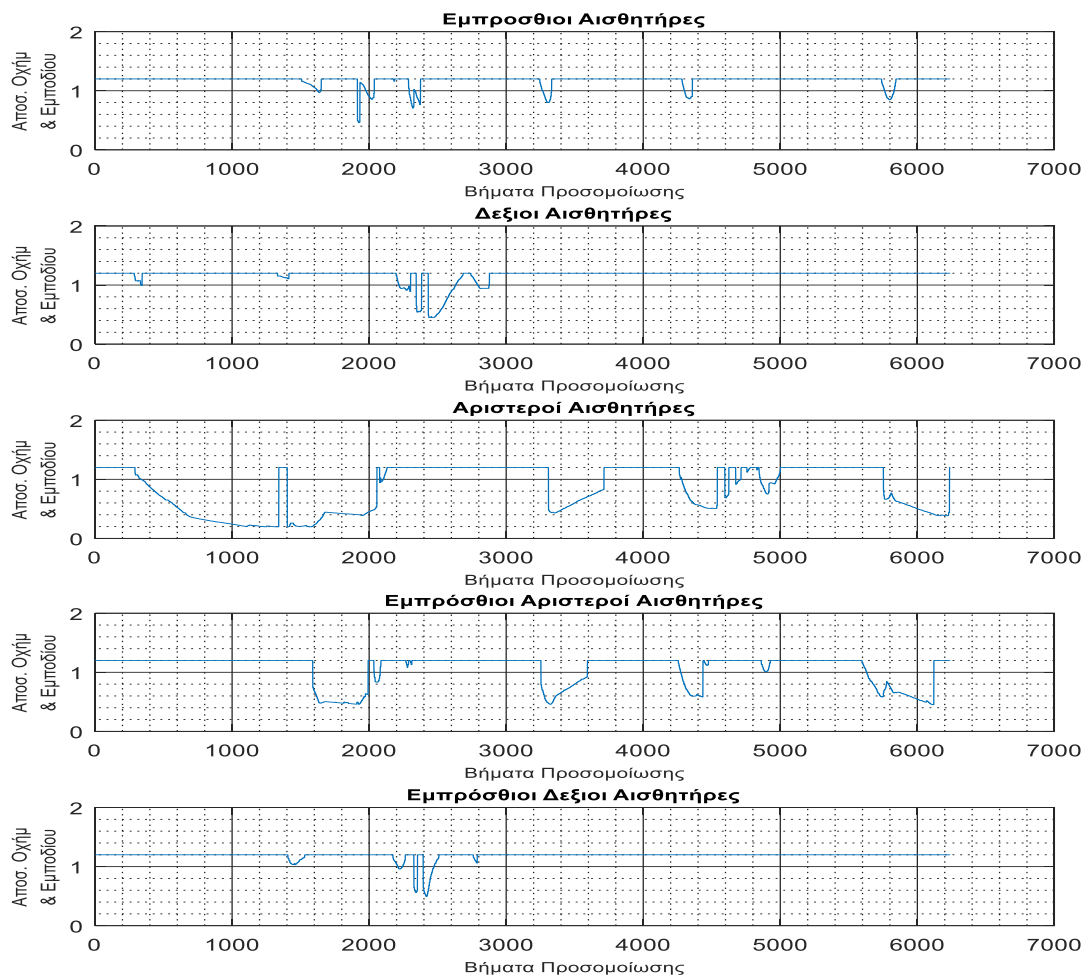 Εμπροσθιοι Αισθητήρες
Αποσ. Οχήμ
& Εμποδίου
2
1
0
0 1000 2000 3000 4000 5000 6000 7000
Βήματα Προσομοίωσης
Δεξιοι Αισθητήρες
Αποσ. Οχήμ
& Εμποδίου
2
1
0
0 1000 2000 3000 4000 5000 6000 7000
Βήματα Προσομοίωσης
Αριστεροί Αισθητήρες
Αποσ. Οχήμ
& Εμποδίου
2
1
0
0 1000 2000 3000 4000 5000 6000 7000
Βήματα Προσομοίωσης
Εμπρόσθιοι Αριστεροί Αισθητήρες
Αποσ. Οχήμ
& Εμποδίου
2
1
0
0 1000 2000 3000 4000 5000 6000 7000
Βήματα Προσομοίωσης
Εμπρόσθιοι Δεξιοι Αισθητήρες
Αποσ. Οχήμ
& Εμποδίου
2
1
0
0 1000 2000 3000 4000 5000 6000 7000
Βήματα Προσομοίωσης